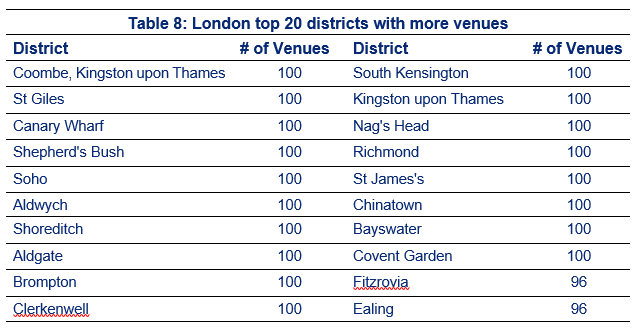 Table 8: London top 20 districts with more venues
District # of Venues District # of Venues
Coombe, Kingston upon Thames 100 South Kensington 100
St Giles 100 Kingston upon Thames 100
Canary Wharf 100 Nag's Head 100
Shepherd's Bush 100 Richmond 100
Soho 100 St James's 100
Aldwych 100 Chinatown 100
Shoreditch 100 Bayswater 100
Aldgate 100 Covent Garden 100
Brompton 100 Fitzrovia 96
Clerkenwell 100 Ealing 96